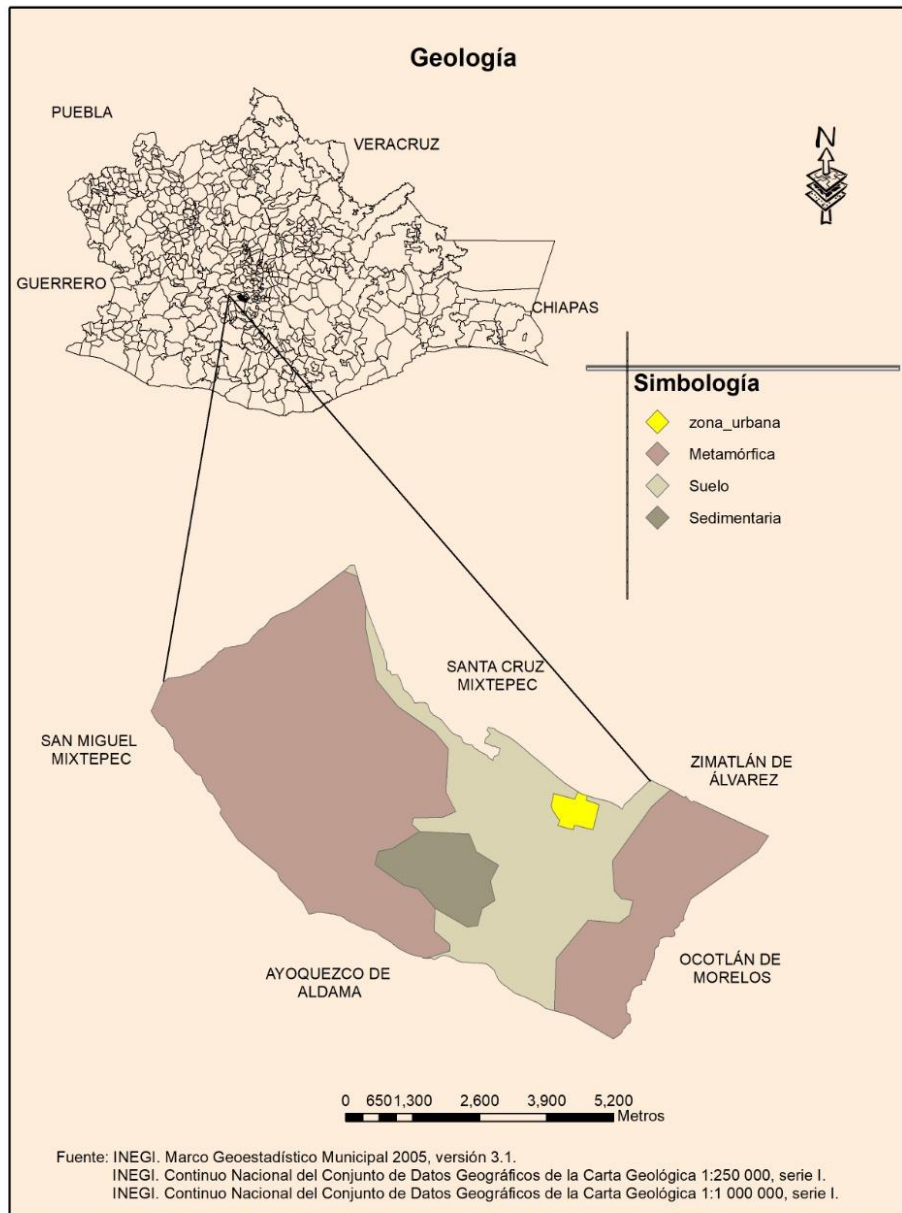 Geología
PUEBLA
VERACRUZ
N
GUERRERO
CHIAPAS
Simbología
zona_urbana
Metamórfica
Suelo
Sedimentaria
SANTA CRUZ
MIXTEPEC
SAN MIGUEL
MIXTEPEC
ZIMATLÁN DE
ÁLVAREZ
AYOQUEZCO DE
ALDAMA
OCOTLÁN DE
MORELOS
0 650 1,300 2,600 3,900 5,200
Metros
Fuente: INEGI. Marco Geoestadístico Municipal 2005, versión 3.1.
INEGI. Continuo Nacional del Conjunto de Datos Geográficos de la Carta Geológica 1:250 000, serie I.
INEGI. Continuo Nacional del Conjunto de Datos Geográficos de la Carta Geológica 1:1 000 000, serie I.